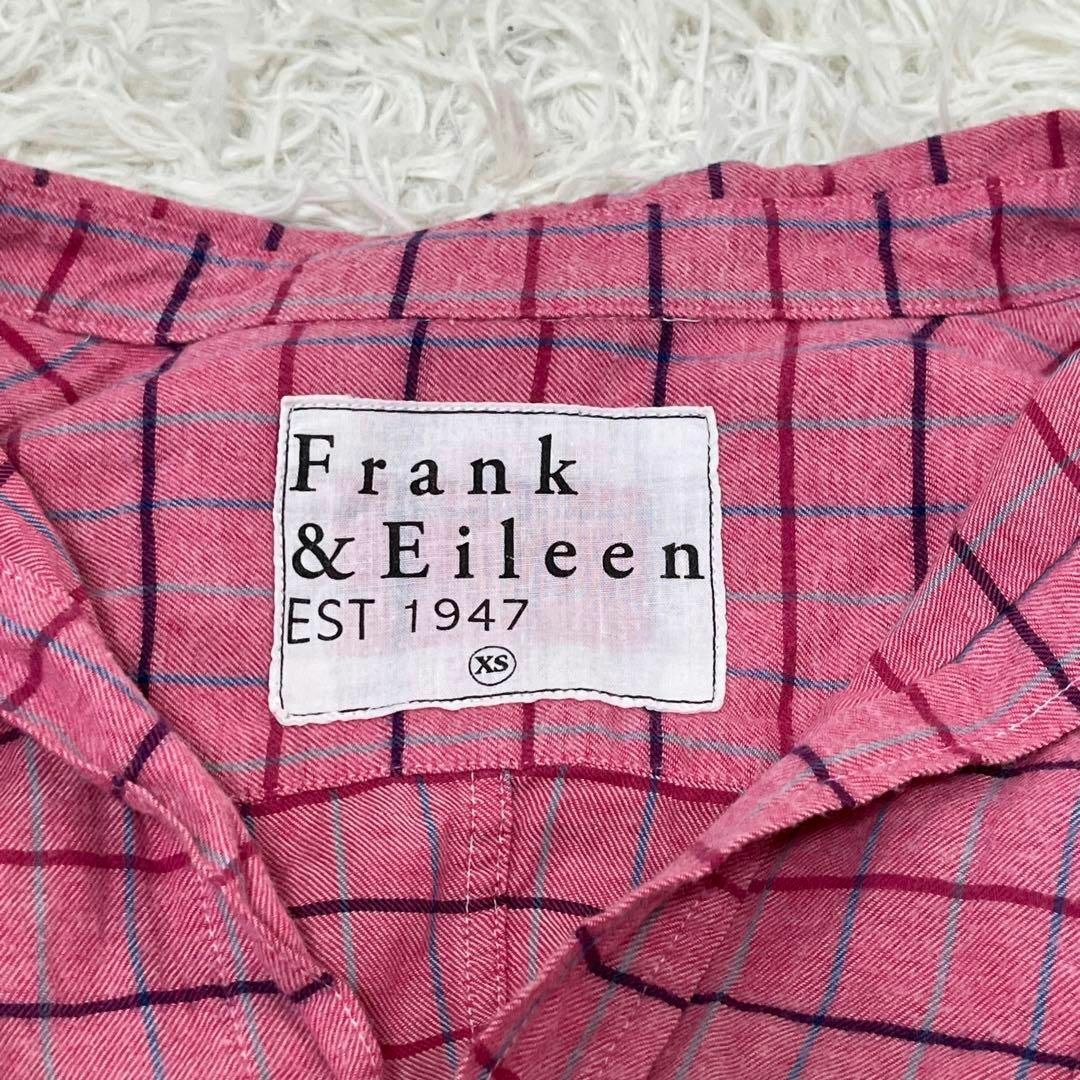 Frank
& Eileen
EST 1947
XS